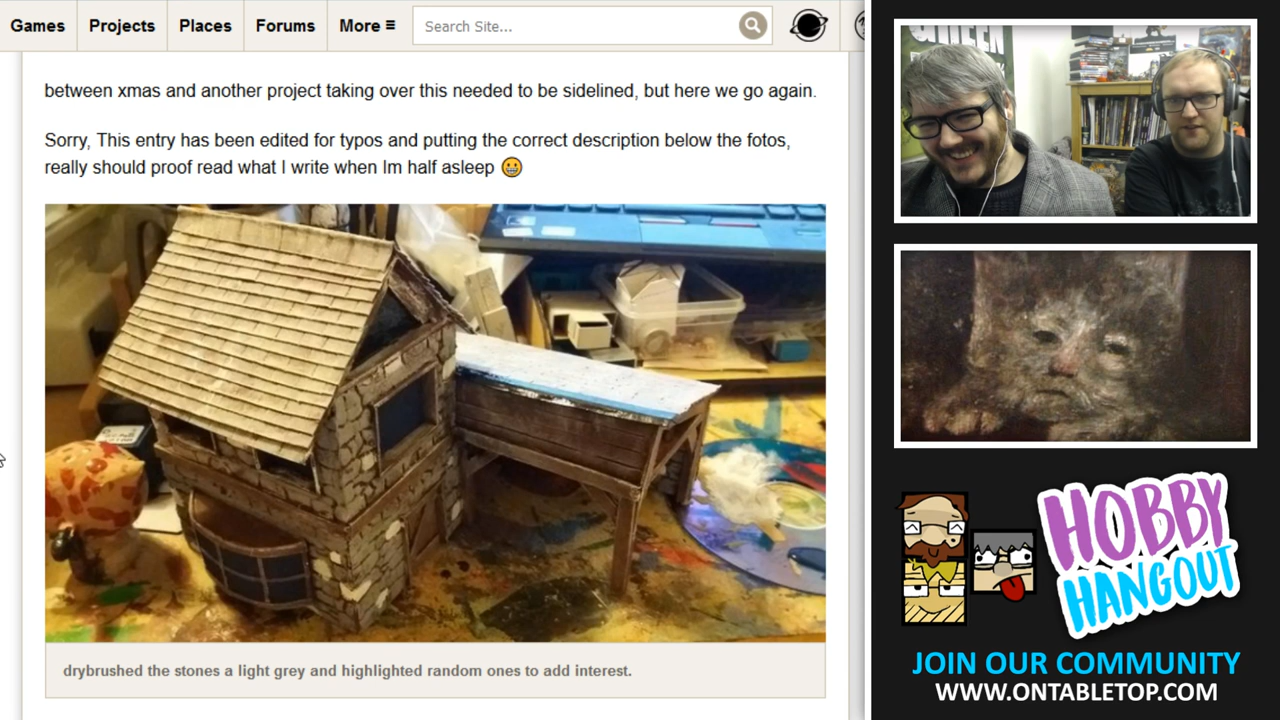 Games Projects Places Forums More ≡ Search Site...
between xmas and another project taking over this needed to be sidelined, but here we go again.
Sorry, This entry has been edited for typos and putting the correct description below the fotos,
really should proof read what I write when Im half asleep 😬
drybrushed the stones a light grey and highlighted random ones to add interest.
HOBBY
HANGOUT
JOIN OUR COMMUNITY
WWW.ONTABLETOP.COM